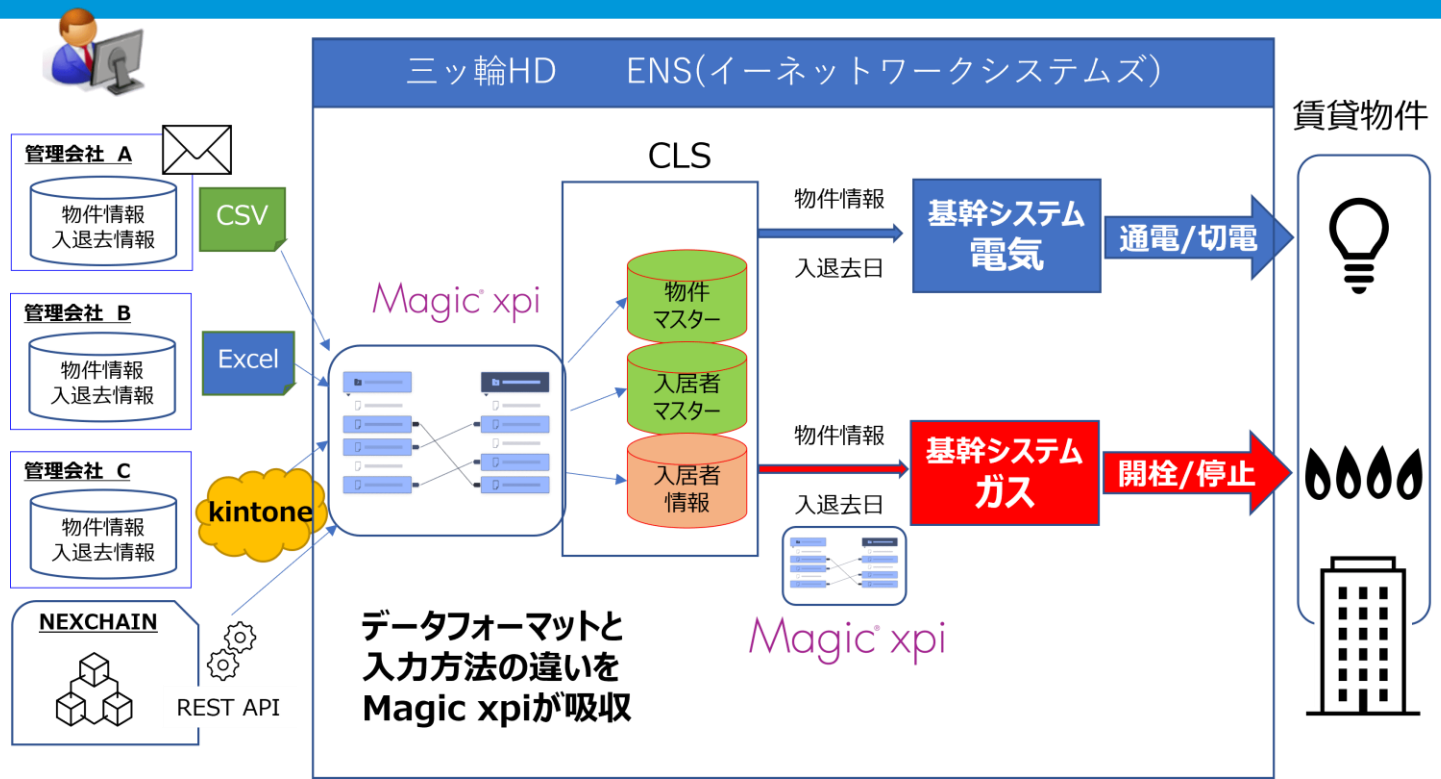 三ッ輪HD ENS(イーネットワークシステムズ)
賃貸物件
管理会社 A
物件情報
入退去情報
CSV
管理会社 B
物件情報
入退去情報
Excel
管理会社 C
物件情報
入退去情報
kintone
NEXCHAIN
REST API
Magic® xpi
CLS
物件
マスター
入居者
マスター
入居者
情報
物件情報
入退去日
基幹システム
電気
通電/切電
物件情報
入退去日
基幹システム
ガス
開栓/停止
Magic® xpi
データフォーマットと
入力方法の違いを
Magic xpiが吸収